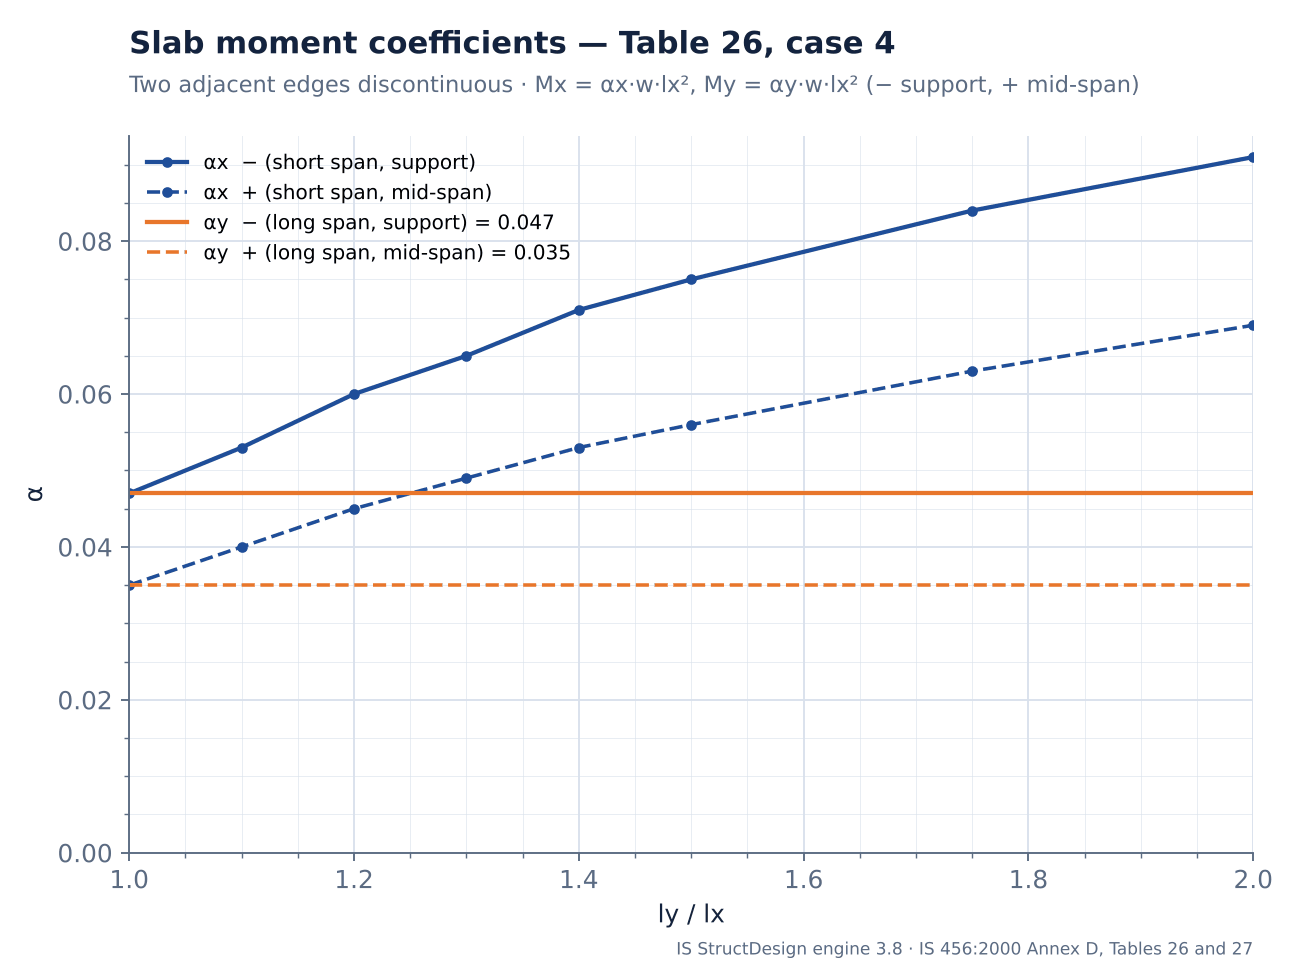 Slab moment coefficients — Table 26, case 4
Two adjacent edges discontinuous · Mx = αx·w·lx², My = αy·w·lx² (− support, + mid-span)
αx − (short span, support)
αx + (short span, mid-span)
αy − (long span, support) = 0.047
αy + (long span, mid-span) = 0.035
0.08
0.06
0.04
0.02
0.00
α
1.0 1.2 1.4 1.6 1.8 2.0
ly / lx
IS StructDesign engine 3.8 · IS 456:2000 Annex D, Tables 26 and 27